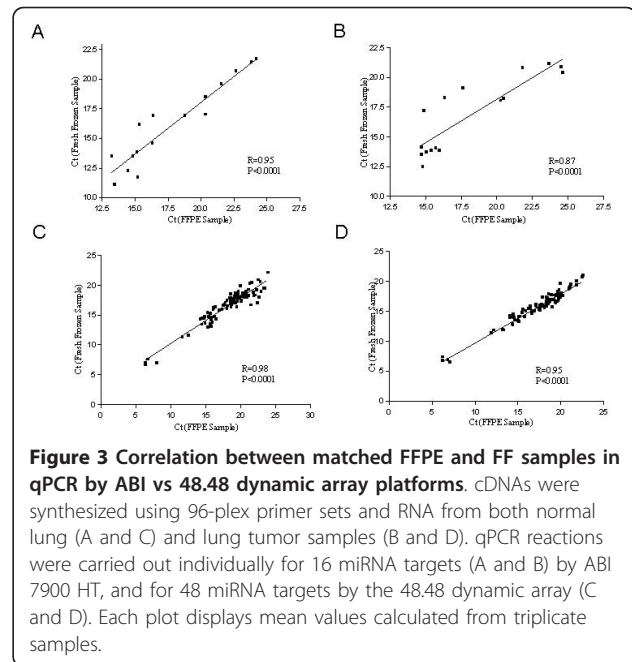 A
B
22.5
20.0
17.5
15.0
12.5
10.0
Ct (Fresh Frozen Sample)
R=0.95
P<0.0001
12.5 15.0 17.5 20.0 22.5 25.0
Ct (FFPE Sample)
22.5
20.0
17.5
15.0
12.5
10.0
Ct (Fresh Frozen Sample)
R=0.87
P<0.0001
12.5 15.0 17.5 20.0 22.5 25.0
Ct (FFPE Sample)
C
D
25
20
15
10
5
0
Ct (Fresh Frozen Sample)
R=0.98
P<0.0001
0 5 10 15 20 25 30
Ct (FFPE Sample)
25
20
15
10
5
0
Ct (Fresh Frozen Sample)
R=0.95
P<0.0001
0 5 10 15 20 25
Ct (FFPE Sample)
Figure 3 Correlation between matched FFPE and FF samples in
qPCR by ABI vs 48.48 dynamic array platforms. cDNAs were
synthesized using 96-plex primer sets and RNA from both normal
lung (A and C) and lung tumor samples (B and D). qPCR reactions
were carried out individually for 16 miRNA targets (A and B) by ABI
7900 HT, and for 48 miRNA targets by the 48.48 dynamic array (C
and D). Each plot displays mean values calculated from triplicate
samples.